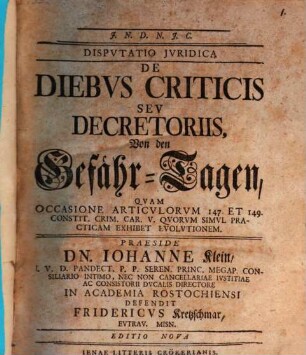 1.
J. N. D. N. J. C.
DISPVTATIO JVRIDICA
DE
DIEBVS CRITICIS
SEV
DECRETORIIS,
Von den
Gefähr-Tagen,
QVAM
OCCASIONE ARTICVLORVM 147. ET 149.
CONSTIT. CRIM. CAR. V. QVORVM SIMVL PRA-
CTICAM EXHIBET EVOLVTIONEM.
PRAESIDE
DN. IOHANNE Klein,
I. V. D. PANDECT. P. P. SEREN. PRINC. MEGAP. CON-
SILIARIO INTIMO, NEC NON CANCELLARIAE IVSTITIAE
AC CONSISTORII DVCALIS DIRECTORE
IN ACADEMIA ROSTOCHIENSI
DEFENDIT
FRIDERICVS Kretzschmar,
EVTRAV. MISN.
EDITIO NOVA
IENAE LITTERIS CRÖKERIANIS.